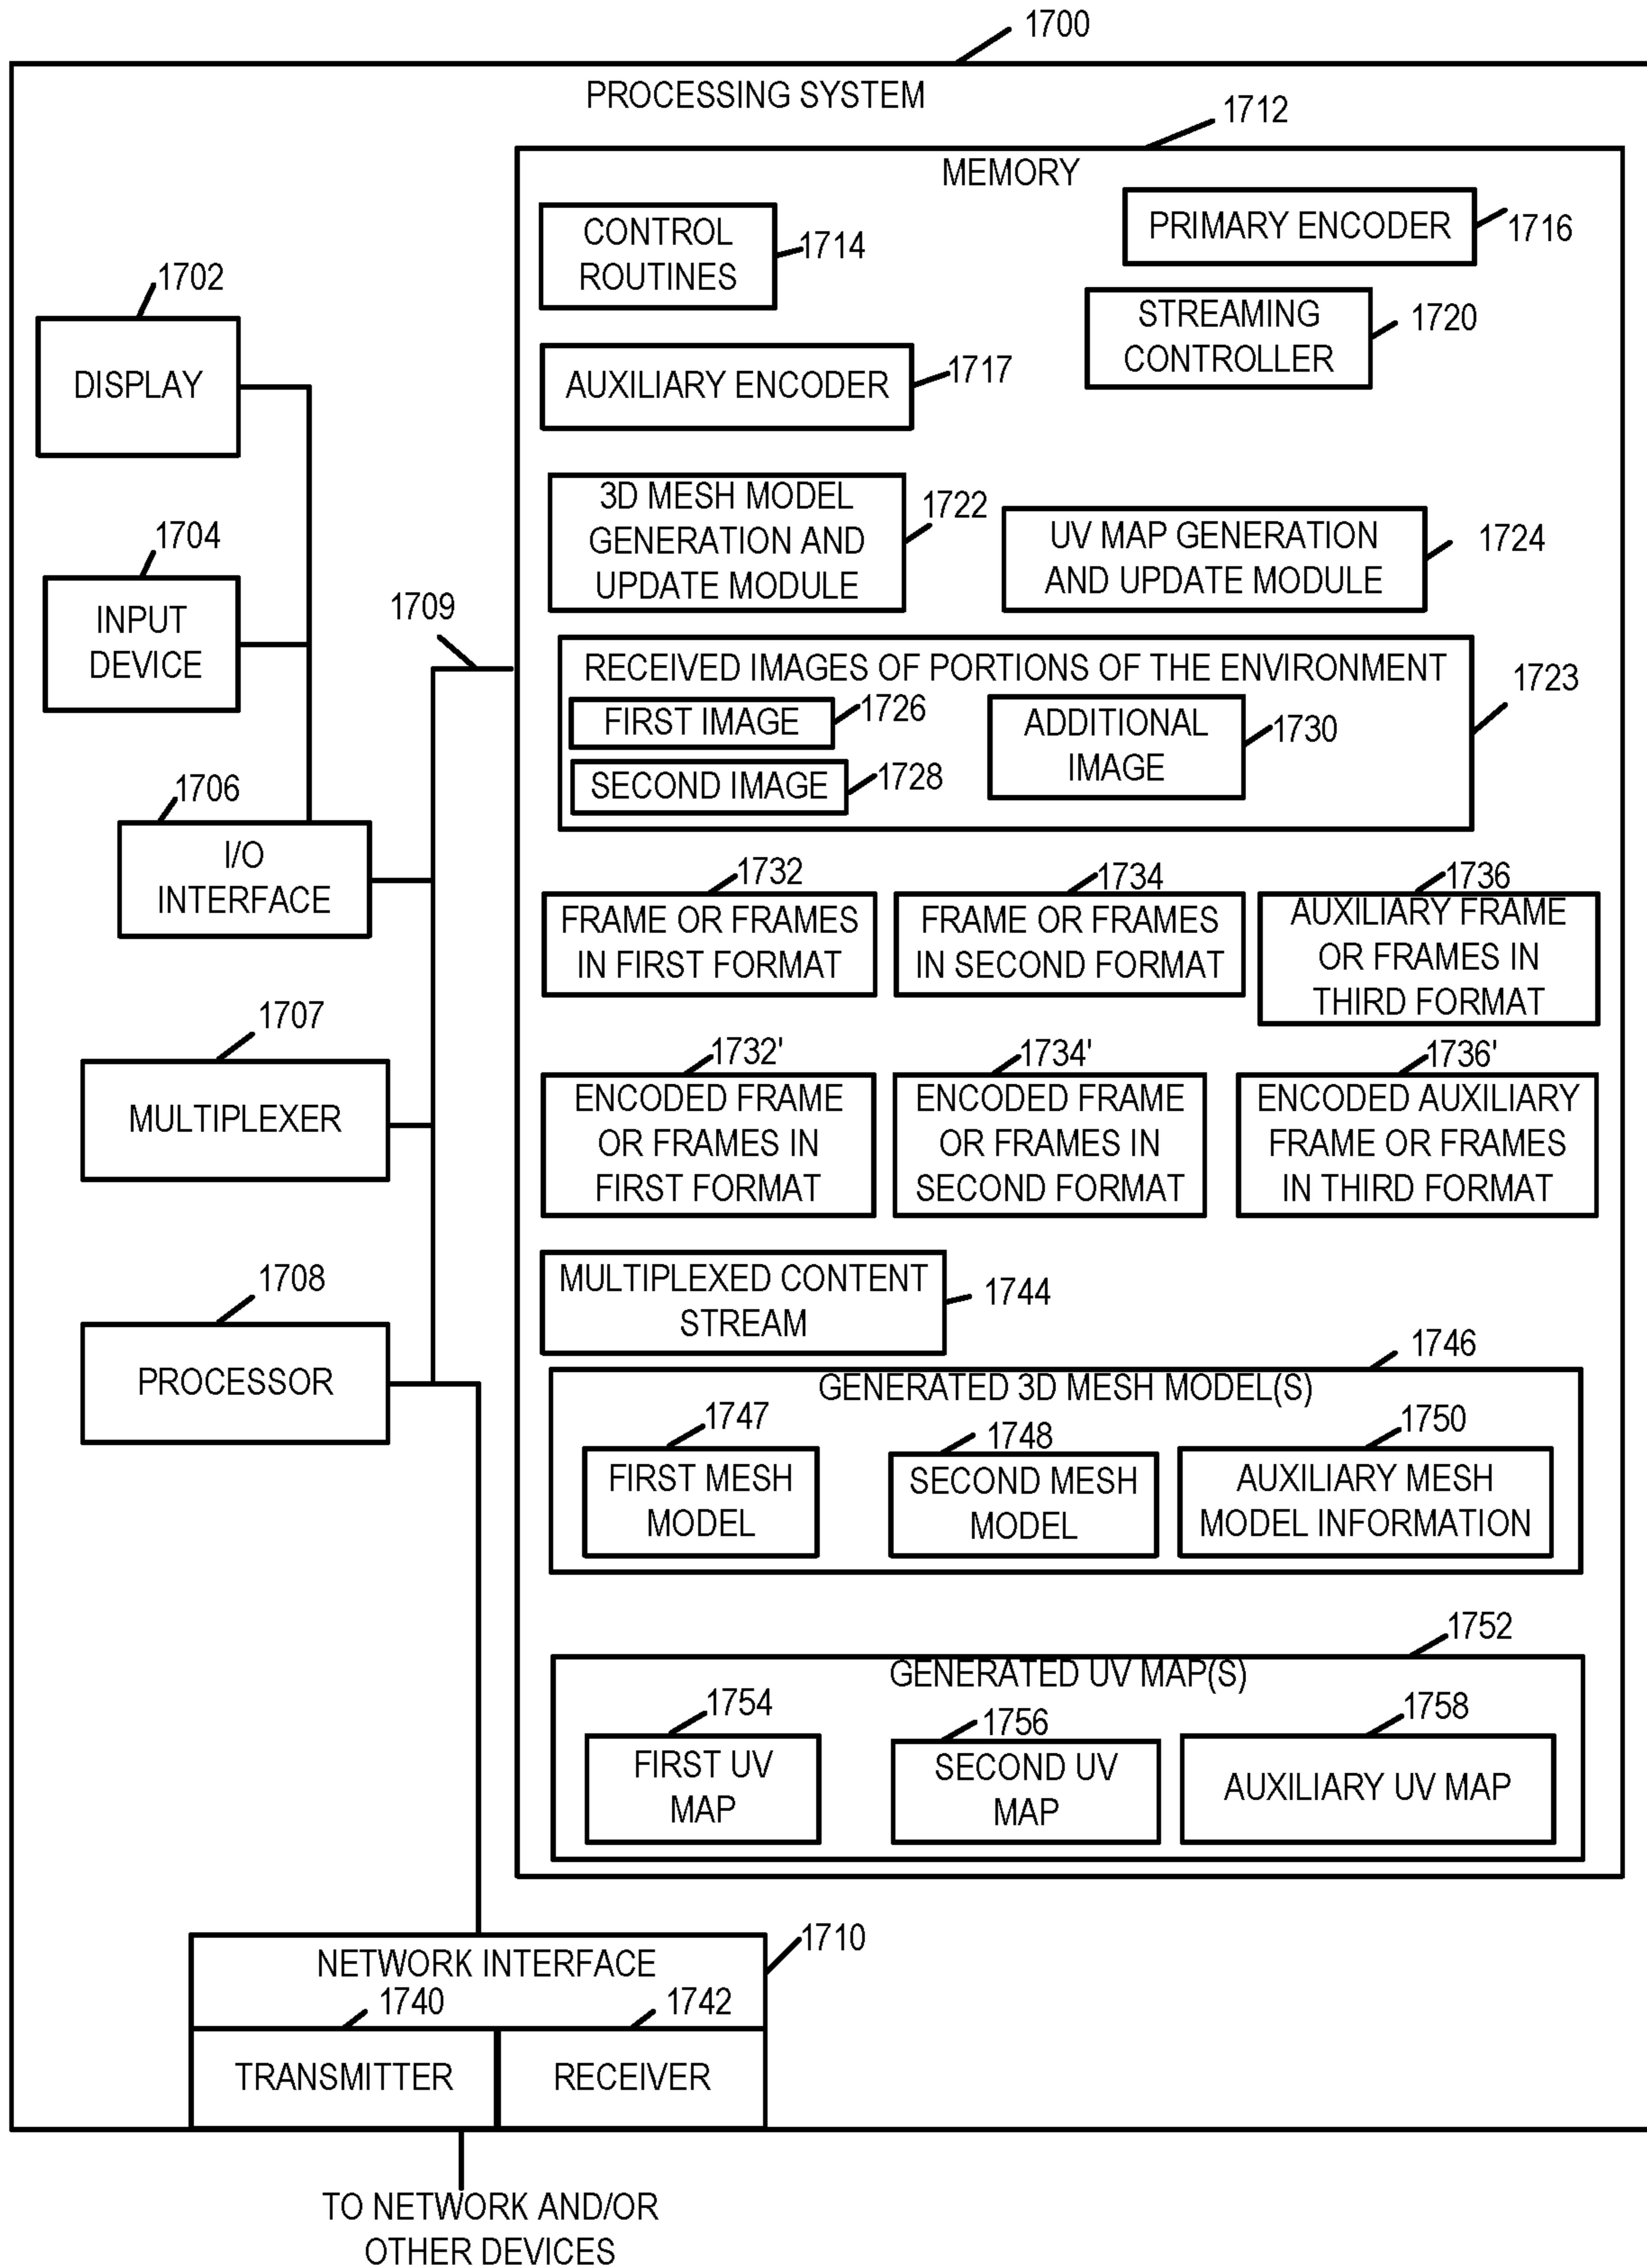 1700
PROCESSING SYSTEM
1712
MEMORY
CONTROL
ROUTINES
1714
PRIMARY ENCODER
1716
STREAMING
CONTROLLER
1720
AUXILIARY ENCODER
1717
1702
DISPLAY
3D MESH MODEL
GENERATION AND
UPDATE MODULE
1722
UV MAP GENERATION
AND UPDATE MODULE
1724
1704
INPUT
DEVICE
1709
RECEIVED IMAGES OF PORTIONS OF THE ENVIRONMENT
1723
FIRST IMAGE
1726
SECOND IMAGE
1728
ADDITIONAL
IMAGE
1730
1706
I/O
INTERFACE
1732
FRAME OR FRAMES
IN FIRST FORMAT
1734
FRAME OR FRAMES
IN SECOND FORMAT
1736
AUXILIARY FRAME
OR FRAMES IN
THIRD FORMAT
1707
MULTIPLEXER
1732'
ENCODED FRAME
OR FRAMES IN
FIRST FORMAT
1734'
ENCODED FRAME
OR FRAMES IN
SECOND FORMAT
1736'
ENCODED AUXILIARY
FRAME OR FRAMES
IN THIRD FORMAT
1708
PROCESSOR
MULTIPLEXED CONTENT
STREAM
1744
1746
GENERATED 3D MESH MODEL(S)
1747
FIRST MESH
MODEL
1748
SECOND MESH
MODEL
1750
AUXILIARY MESH
MODEL INFORMATION
1752
GENERATED UV MAP(S)
1754
FIRST UV
MAP
1756
SECOND UV
MAP
1758
AUXILIARY UV MAP
1710
NETWORK INTERFACE
1740
TRANSMITTER
1742
RECEIVER
TO NETWORK AND/OR
OTHER DEVICES